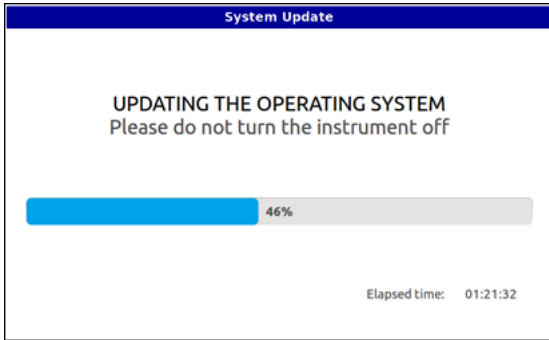 System Update
UPDATING THE OPERATING SYSTEM
Please do not turn the instrument off
46%
Elapsed time: 01:21:32